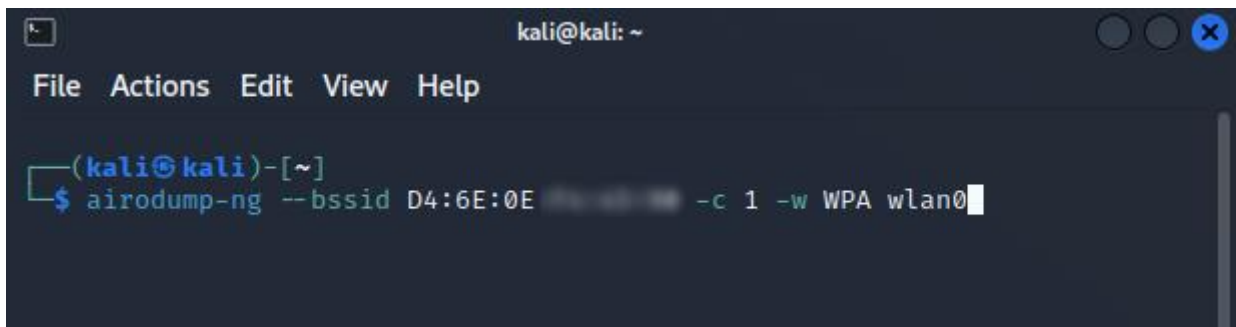 kali@kali: ~
File Actions Edit View Help
┌──(kali㉿kali)-[~]
└─$ airodump-ng --bssid D4:6E:0E -c 1 -w WPA wlan0